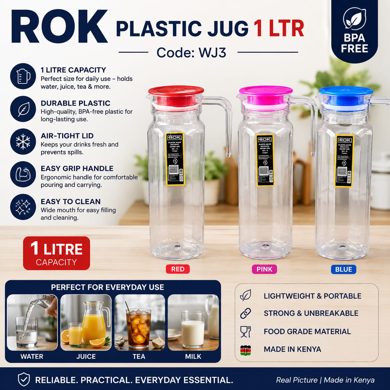 ROK PLASTIC JUG 1 LTR
Code: WJ3
BPA
FREE
1 LITRE CAPACITY
Perfect size for daily use - holds
water, juice, tea & more.
DURABLE PLASTIC
High-quality, BPA-free plastic for
long-lasting use.
AIR-TIGHT LID
Keeps your drinks fresh and
prevents spills.
EASY GRIP HANDLE
Ergonomic handle for comfortable
pouring and carrying.
EASY TO CLEAN
Wide mouth for easy filling
and cleaning.
ROK
ROK
ROK
1 LITRE
CAPACITY
RED
PINK
BLUE
PERFECT FOR EVERYDAY USE
WATER
JUICE
TEA
MILK
LIGHTWEIGHT & PORTABLE
STRONG & UNBREAKABLE
FOOD GRADE MATERIAL
MADE IN KENYA
RELIABLE. PRACTICAL. EVERYDAY ESSENTIAL.
Real Picture | Made in Kenya